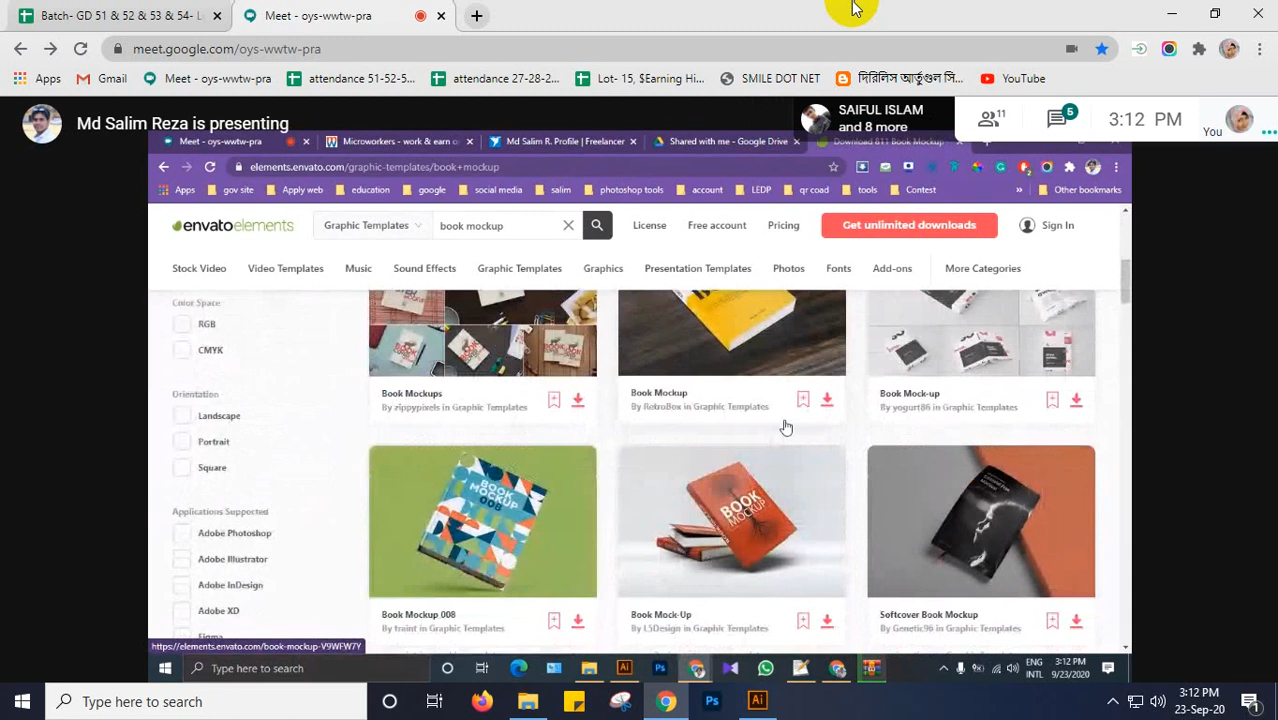 Batch- GD 51 & 52 & 53 & 54- L
Meet - oys-wwtw-pra
meet.google.com/oys-wwtw-pra
Apps
Gmail
Meet - oys-wwtw-pra
attendance 51-52-5...
attendance 27-28-2...
Lot- 15, $Earning Hi...
SMILE DOT NET
দিরিলিস আর্তুগুল সি...
YouTube
Md Salim Reza is presenting
SAIFUL ISLAM
and 8 more
11
5
3:12 PM
You
Meet - oys-wwtw-pra
Microworkers - work & earn o
Md Salim R. Profile | Freelancer
Shared with me - Google Drive
Download 811 Book Mockup
elements.envato.com/graphic-templates/book+mockup
Apps
gov site
Apply web
education
google
social media
salim
photoshop tools
account
LEDP
qr coad
tools
Contest
»
Other bookmarks
envatoelements
Graphic Templates
book mockup
License
Free account
Pricing
Get unlimited downloads
Sign In
Stock Video
Video Templates
Music
Sound Effects
Graphic Templates
Graphics
Presentation Templates
Photos
Fonts
Add-ons
More Categories
Color Space
RGB
CMYK
Orientation
Landscape
Portrait
Square
Applications Supported
Adobe Photoshop
Adobe Illustrator
Adobe InDesign
Adobe XD
Figma
Book Mockups
By zippypixels in Graphic Templates
Book Mockup
By RetroBox in Graphic Templates
Book Mock-up
By yogurt86 in Graphic Templates
BOOK
MOCKUP
008
Book Mockup 008
By traint in Graphic Templates
BOOK
MOCKUP
Book Mock-Up
By L5Design in Graphic Templates
Softcover Book Mockup
By Genetic96 in Graphic Templates
https://elements.envato.com/book-mockup-V9WFW7Y
Type here to search
ENG
INTL
3:12 PM
9/23/2020
Type here to search
3:12 PM
23-Sep-20
1